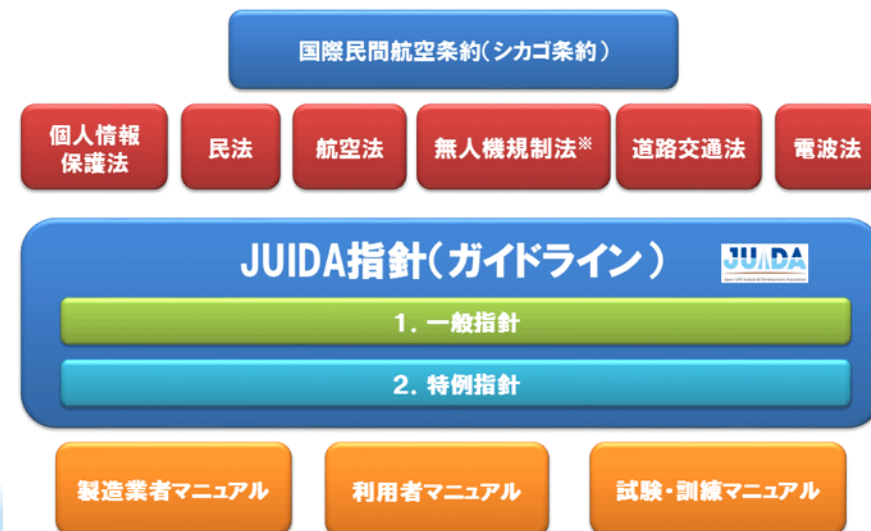 国際民間航空条約(シカゴ条約)
個人情報
保護法
民法
航空法
無人機規制法※
道路交通法
電波法
JUIDA指針(ガイドライン)
JUIDA
1. 一般指針
2. 特例指針
製造業者マニュアル
利用者マニュアル
試験・訓練マニュアル